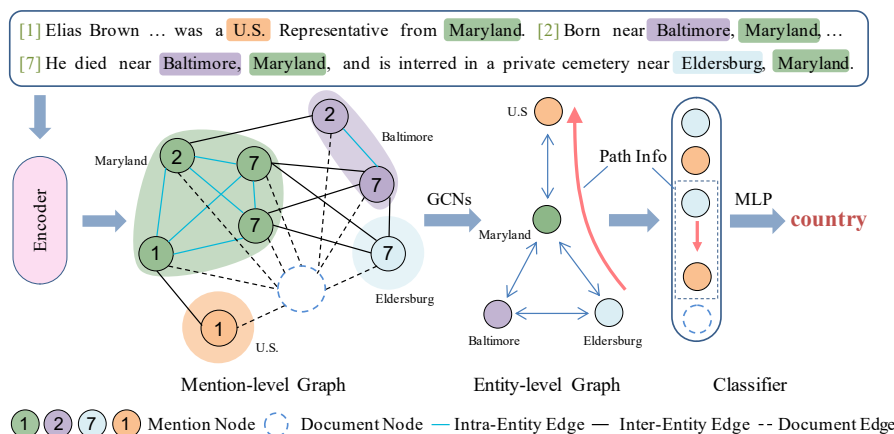 [1] Elias Brown … was a U.S. Representative from Maryland. [2] Born near Baltimore, Maryland, …
[7] He died near Baltimore, Maryland, and is interred in a private cemetery near Eldersburg, Maryland.
Encoder
Maryland
2
7
7
1
2
7
Baltimore
7
Eldersburg
1
U.S.
Mention-level Graph
GCNs
U.S
Maryland
Baltimore
Eldersburg
Entity-level Graph
Path Info
MLP
country
Classifier
1 2 7 1 Mention Node Document Node Intra-Entity Edge Inter-Entity Edge Document Edge